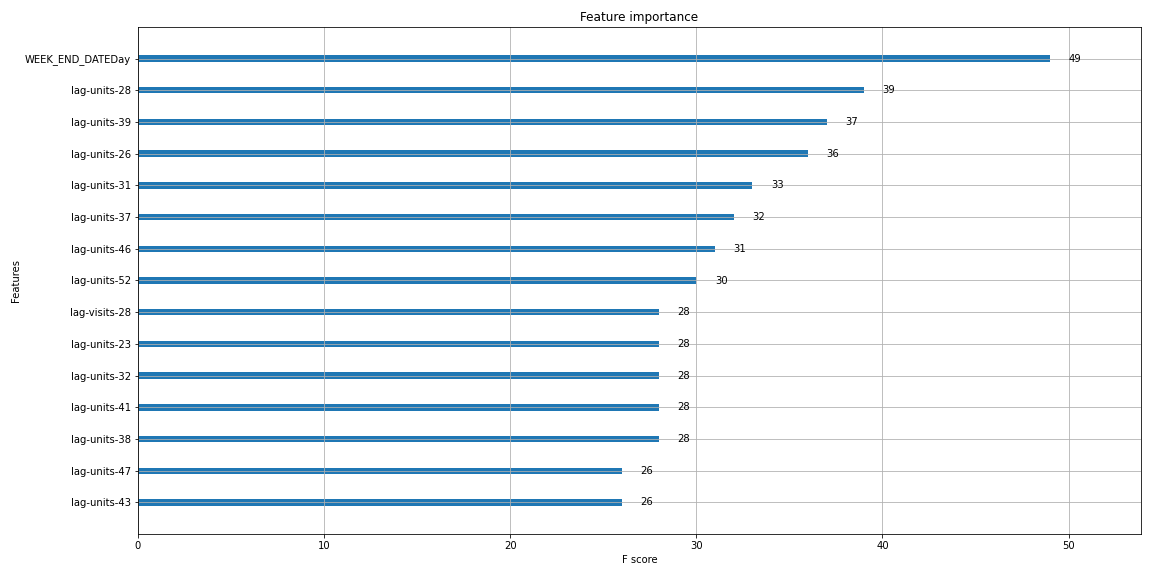 Feature importance
WEEK_END_DATEDay 49
lag-units-28 39
lag-units-39 37
lag-units-26 36
lag-units-31 33
lag-units-37 32
lag-units-46 31
lag-units-52 30
lag-visits-28 28
lag-units-23 28
lag-units-32 28
lag-units-41 28
lag-units-38 28
lag-units-47 26
lag-units-43 26
Features
0 10 20 30 40 50
F score